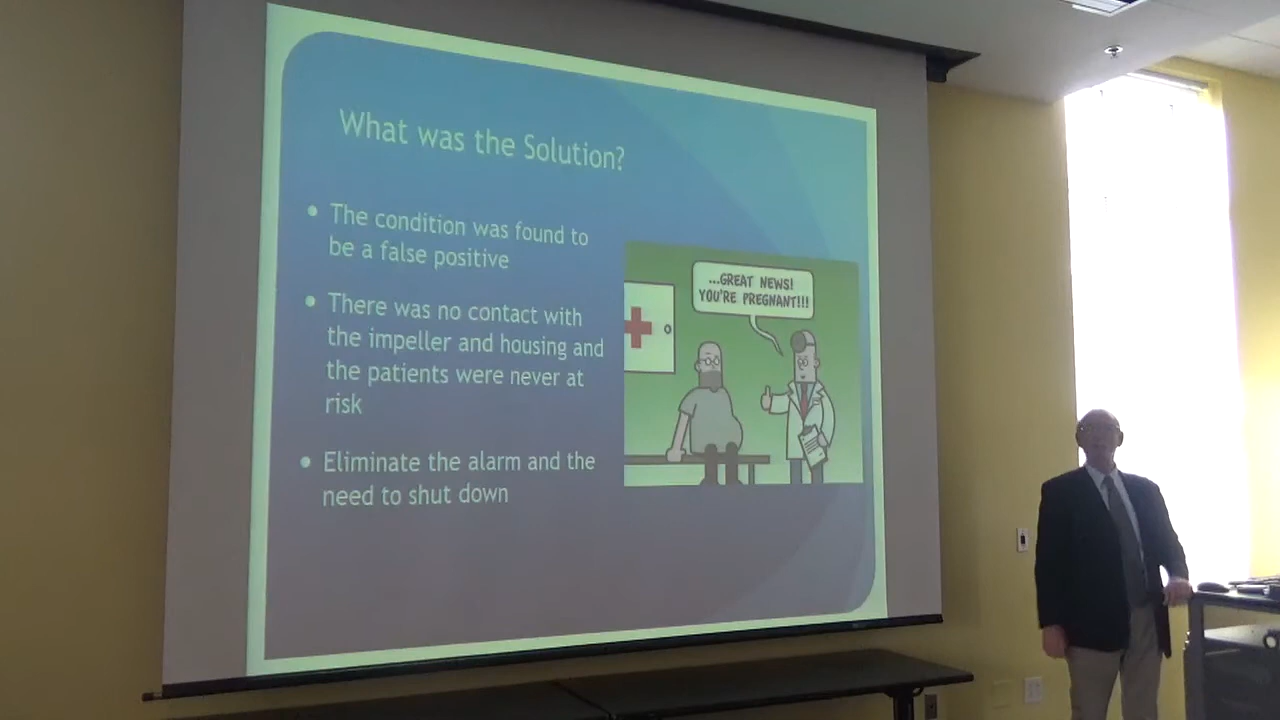 What was the Solution?
• The condition was found to
be a false positive
• There was no contact with
the impeller and housing and
the patients were never at
risk
• Eliminate the alarm and the
need to shut down
...GREAT NEWS!
YOU'RE PREGNANT!!!